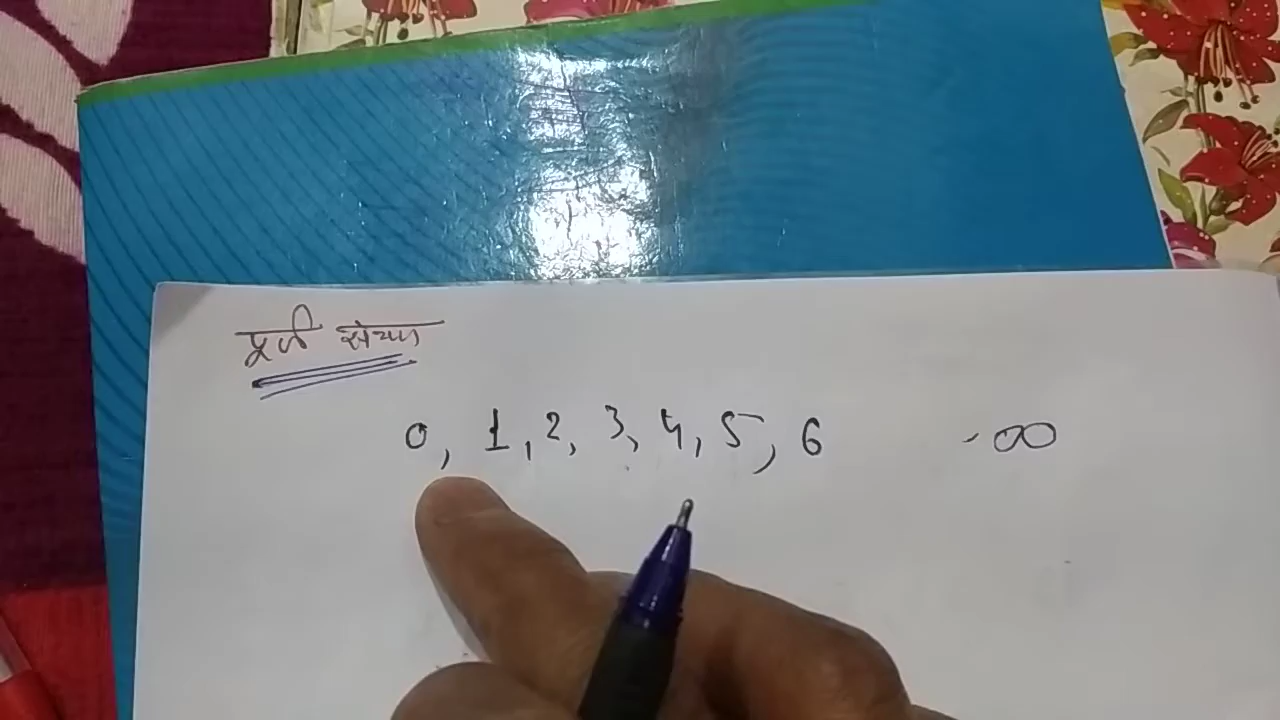 पूर्ण संख्या
0, 1, 2, 3, 4, 5, 6 ∞